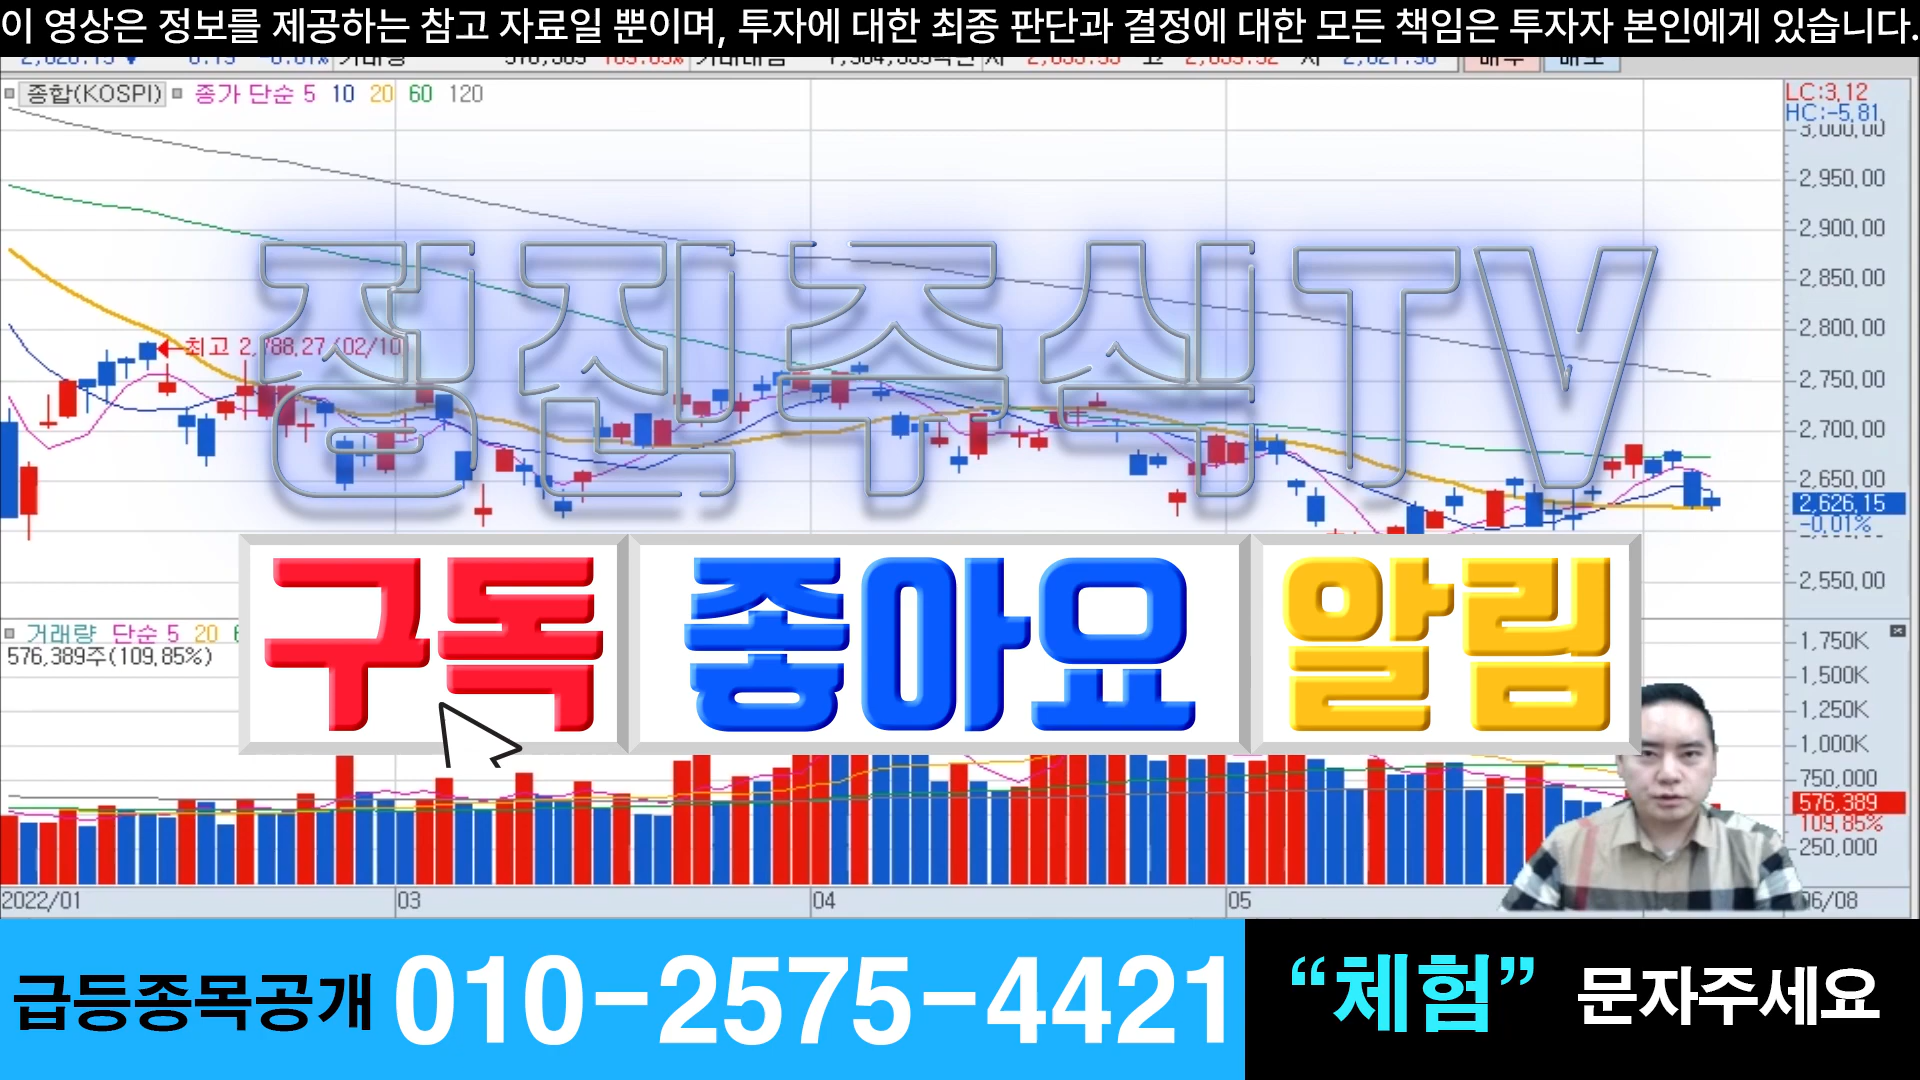 이 영상은 정보를 제공하는 참고 자료일 뿐이며, 투자에 대한 최종 판단과 결정에 대한 모든 책임은 투자자 본인에게 있습니다.
종합(KOSPI) 종가 단순 5 10 20 60 120
LC:3,12
HC:-5,81
3,000,00
2,950,00
2,900,00
2,850,00
2,800,00
2,750,00
2,700,00
2,650,00
2,626,15
-0,01%
2,550,00
최고 2,788,27 (02/10)
점진주식TV
구독 좋아요 알림
거래량 단순 5 20
576,389주(109,85%)
1,750K
1,500K
1,250K
1,000K
750,000
576,389
109,85%
250,000
2022/01 03 04 05 06/08
급등종목공개 010-2575-4421 “체험” 문자주세요